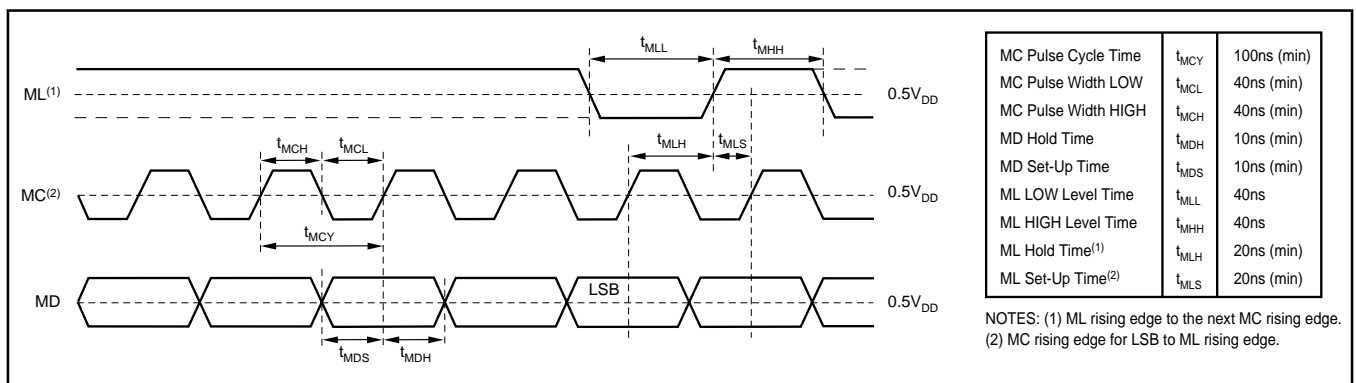 tMLL
tMHH
ML(1)
0.5VDD
tMCH
tMCL
tMLH
tMLS
MC(2)
0.5VDD
tMCY
MD
LSB
0.5VDD
tMDS
tMDH
MC Pulse Cycle Time tMCY 100ns (min)
MC Pulse Width LOW tMCL 40ns (min)
MC Pulse Width HIGH tMCH 40ns (min)
MD Hold Time tMDH 10ns (min)
MD Set-Up Time tMDS 10ns (min)
ML LOW Level Time tMLL 40ns
ML HIGH Level Time tMHH 40ns
ML Hold Time(1) tMLH 20ns (min)
ML Set-Up Time(2) tMLS 20ns (min)
NOTES: (1) ML rising edge to the next MC rising edge.
(2) MC rising edge for LSB to ML rising edge.